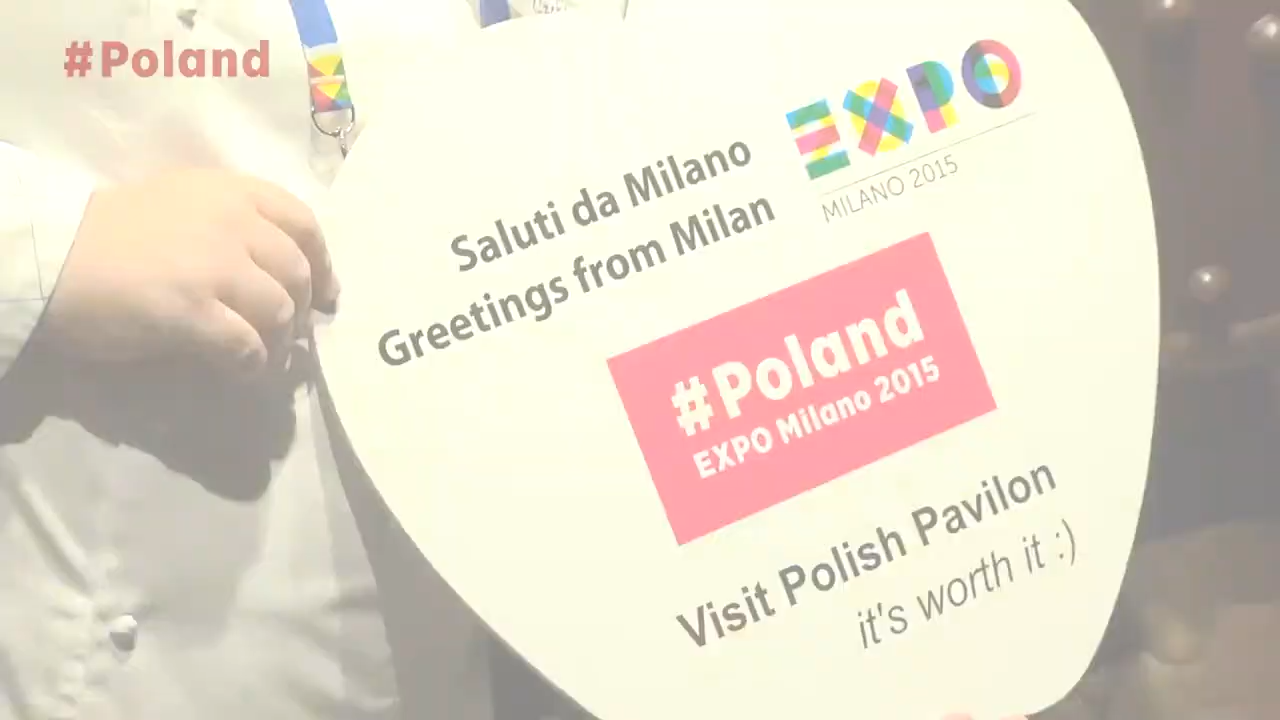 #Poland
EXPO
MILANO 2015
Saluti da Milano
Greetings from Milan
#Poland
EXPO Milano 2015
Visit Polish Pavilon
it's worth it :)